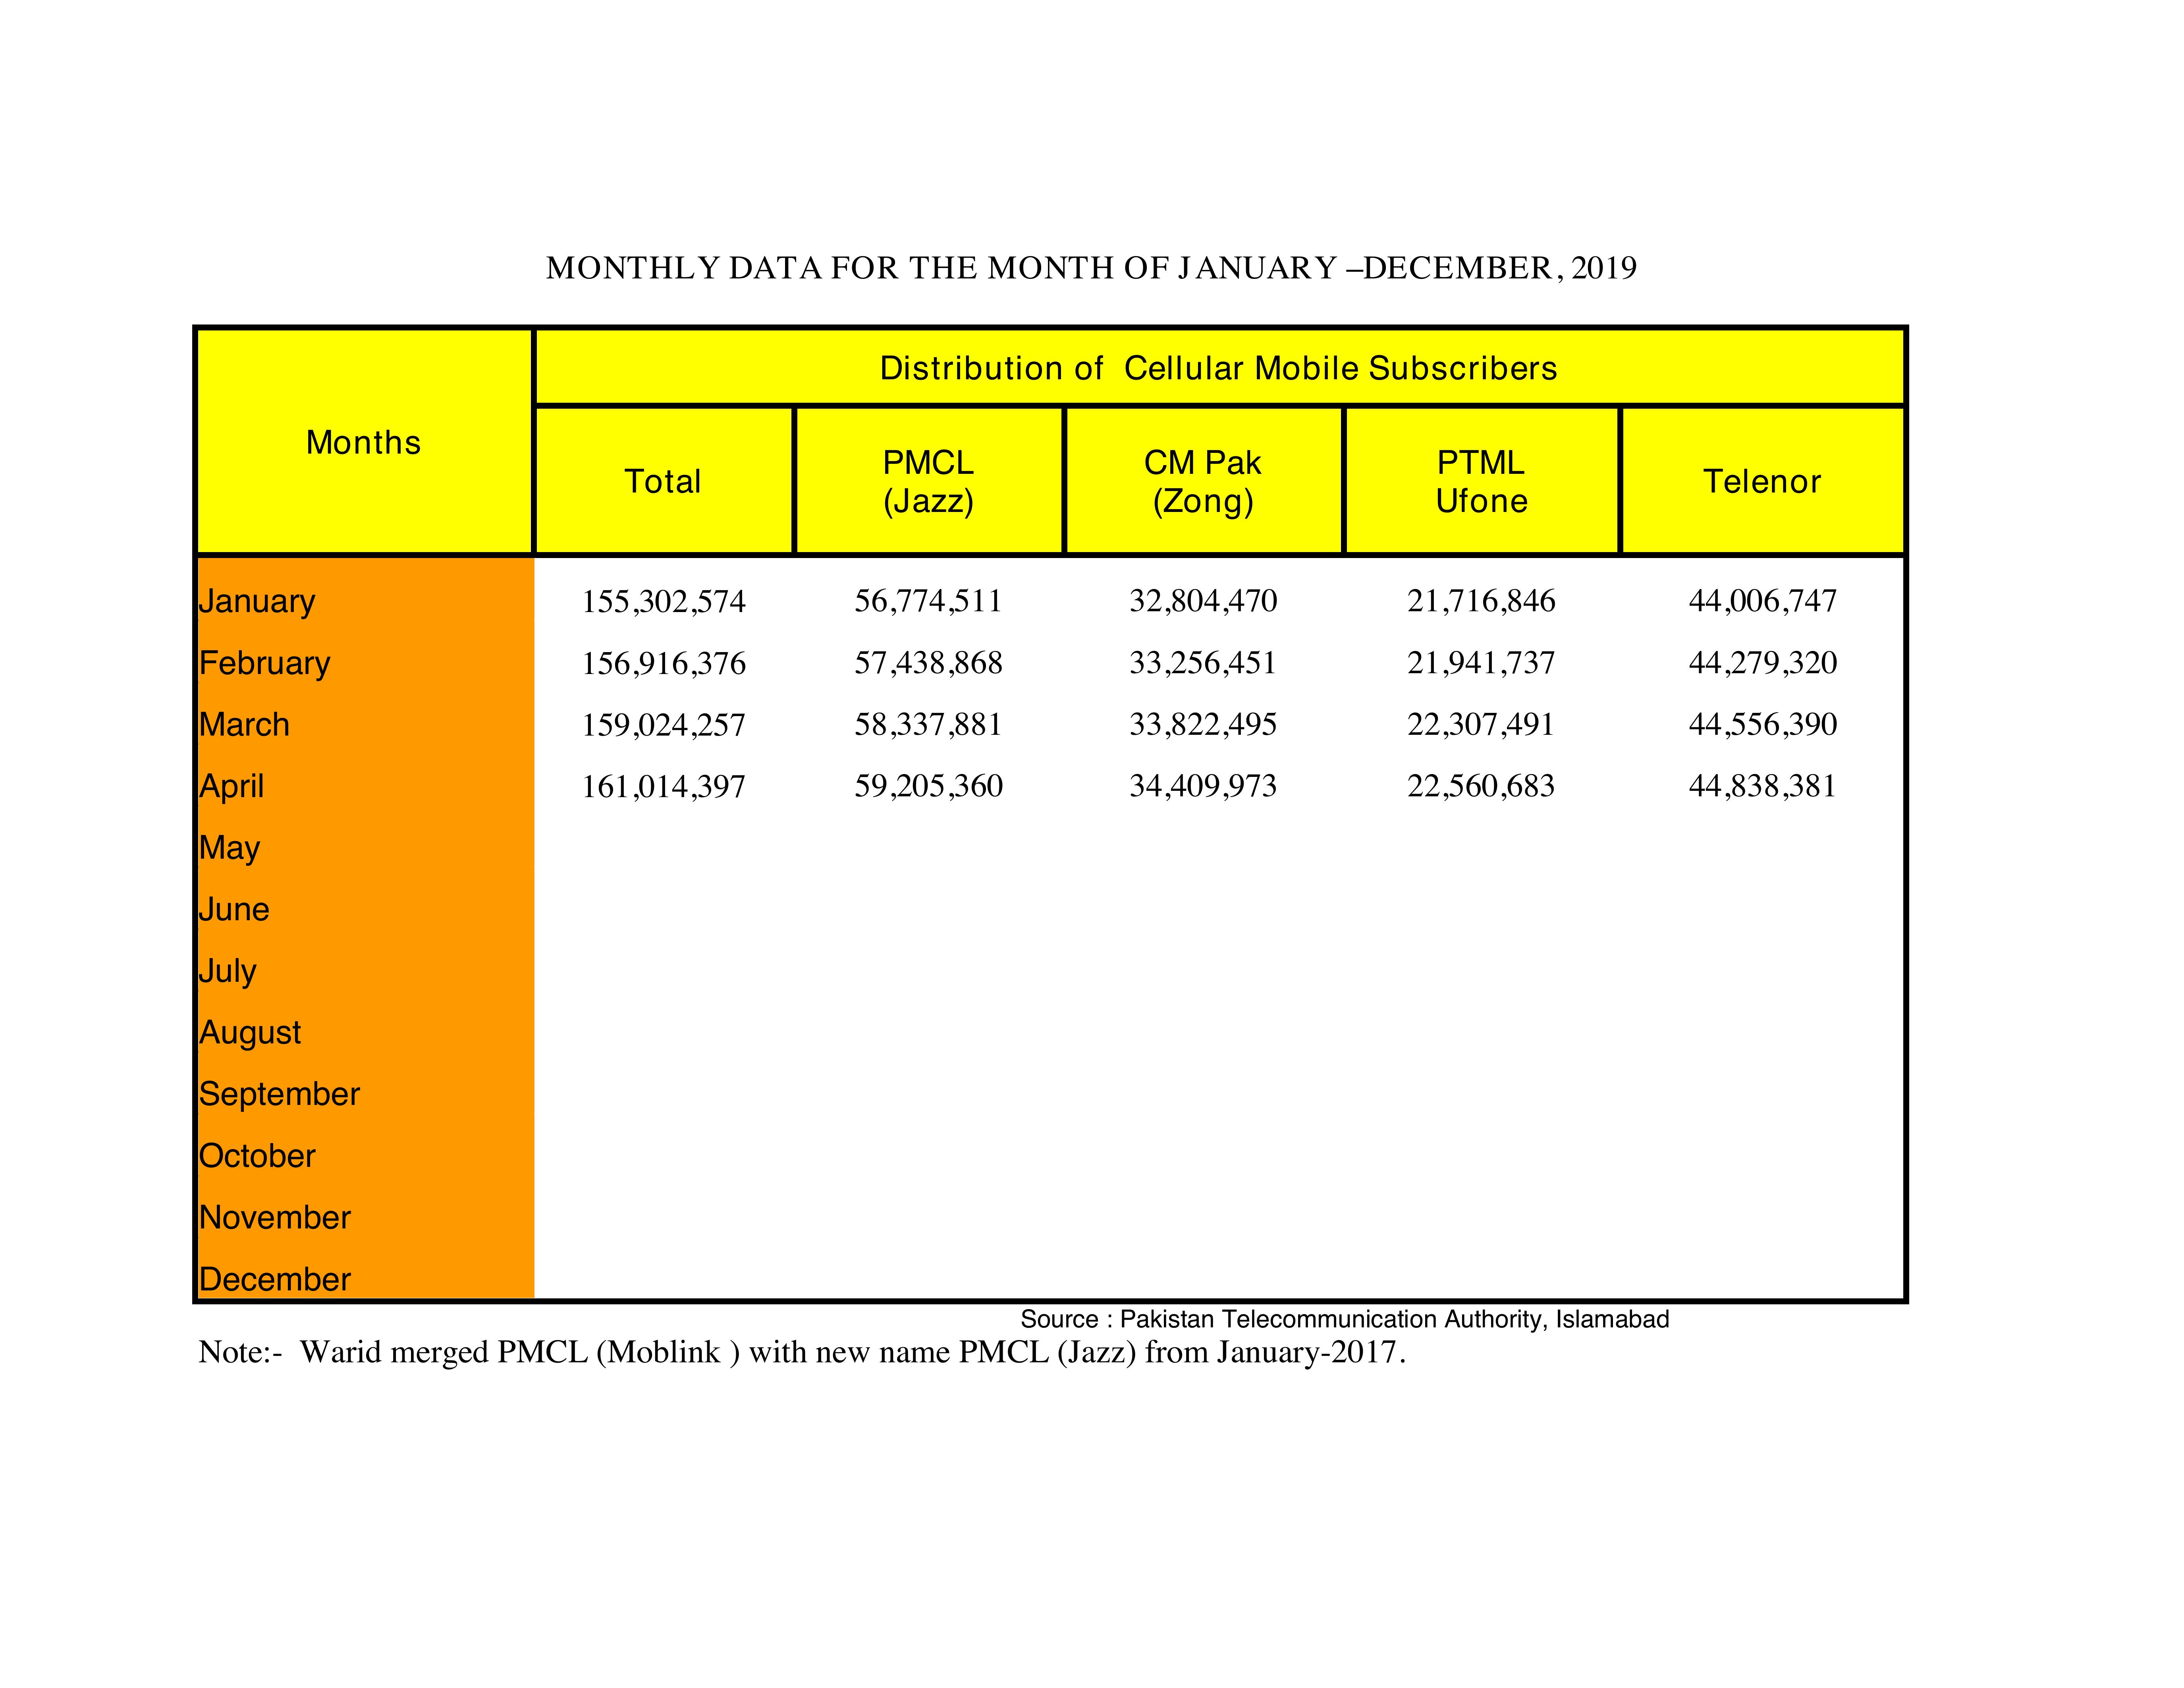 MONTHLY DATA FOR THE MONTH OF JANUARY –DECEMBER, 2019
Months
Distribution of  Cellular Mobile Subscribers
Total
PMCL
(Jazz)
CM Pak
(Zong)
PTML
Ufone
Telenor
January 155,302,574 56,774,511 32,804,470 21,716,846 44,006,747
February 156,916,376 57,438,868 33,256,451 21,941,737 44,279,320
March 159,024,257 58,337,881 33,822,495 22,307,491 44,556,390
April 161,014,397 59,205,360 34,409,973 22,560,683 44,838,381
May
June
July
August
September
October
November
December
Source : Pakistan Telecommunication Authority, Islamabad
Note:-  Warid merged PMCL (Moblink ) with new name PMCL (Jazz) from January-2017.